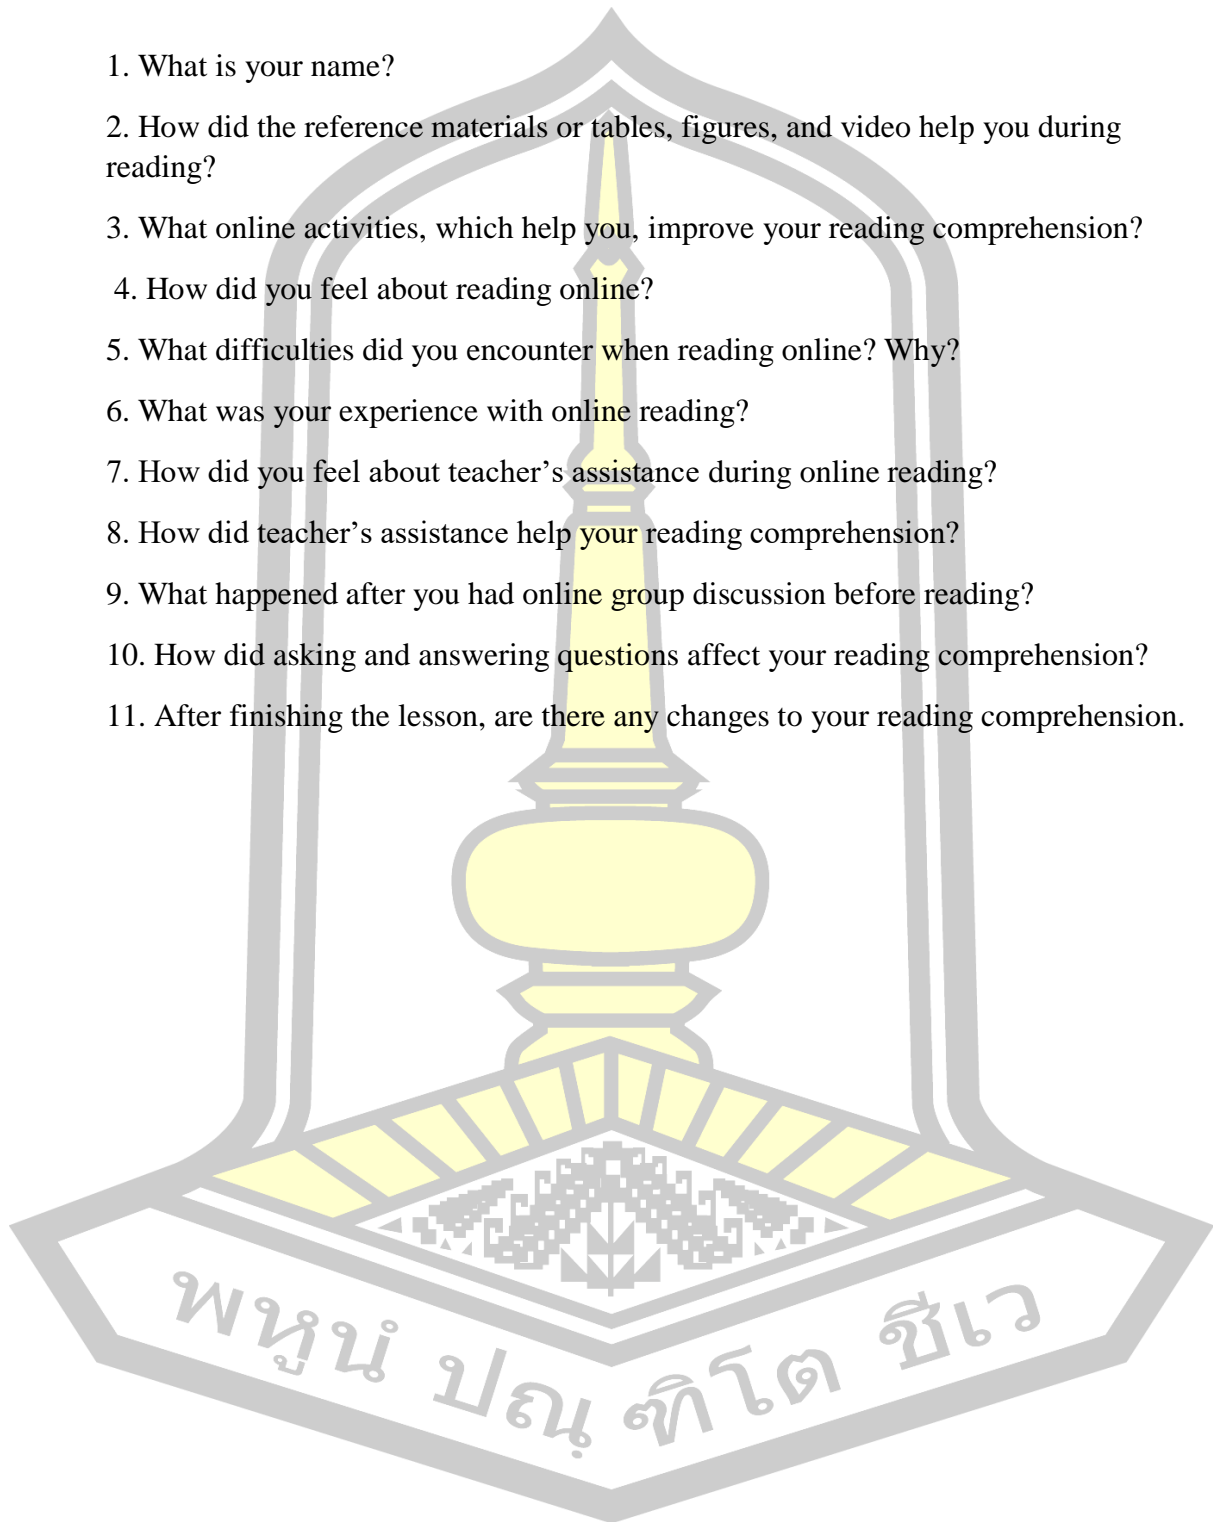 1. What is your name?
2. How did the reference materials or tables, figures, and video help you during
reading?
3. What online activities, which help you, improve your reading comprehension?
4. How did you feel about reading online?
5. What difficulties did you encounter when reading online? Why?
6. What was your experience with online reading?
7. How did you feel about teacher’s assistance during online reading?
8. How did teacher’s assistance help your reading comprehension?
9. What happened after you had online group discussion before reading?
10. How did asking and answering questions affect your reading comprehension?
11. After finishing the lesson, are there any changes to your reading comprehension.
พหูนํ ปณฺฑิโต ชีเว